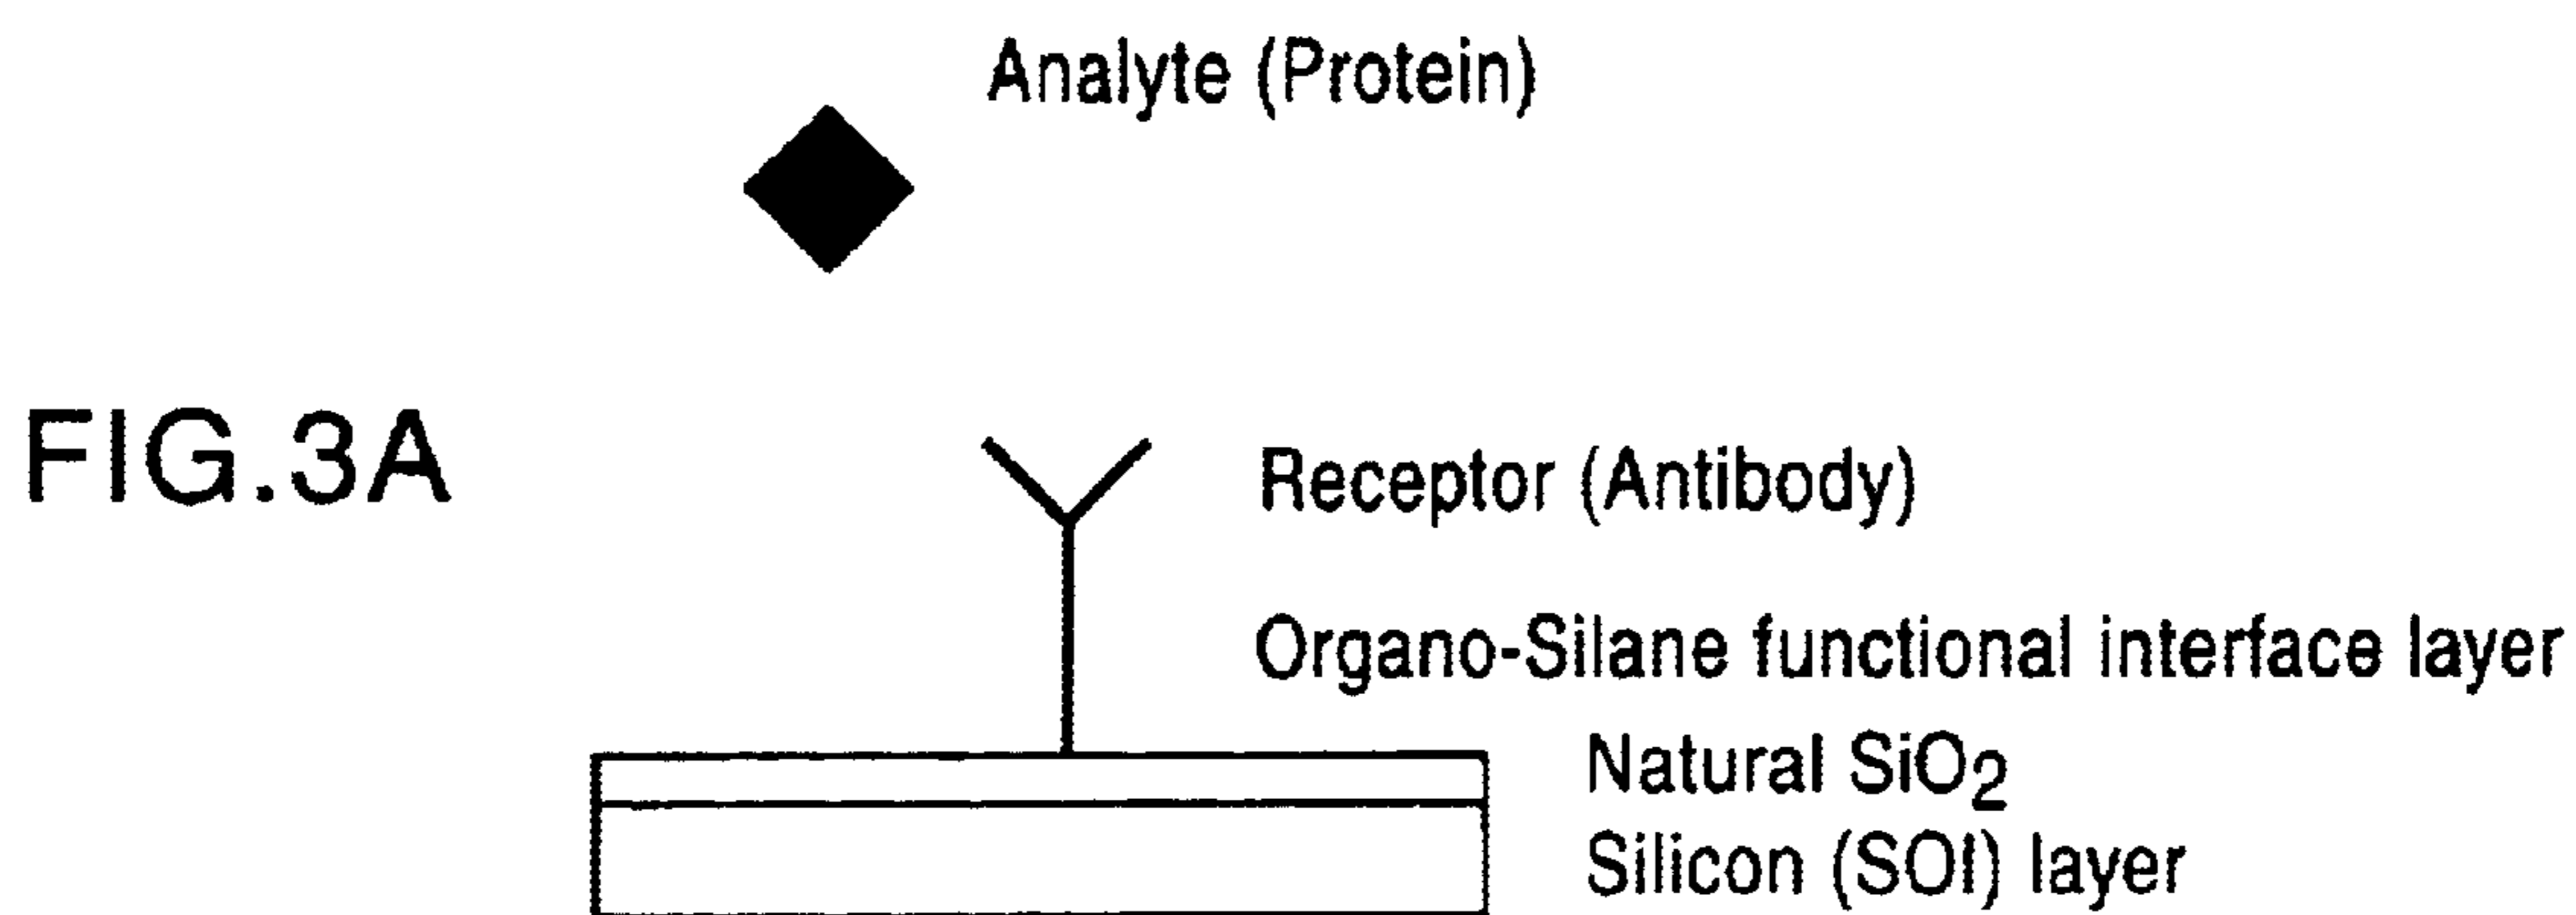 Analyte (Protein)
FIG.3A
Receptor (Antibody)
Organo-Silane functional interface layer
Natural SiO2
Silicon (SOI) layer